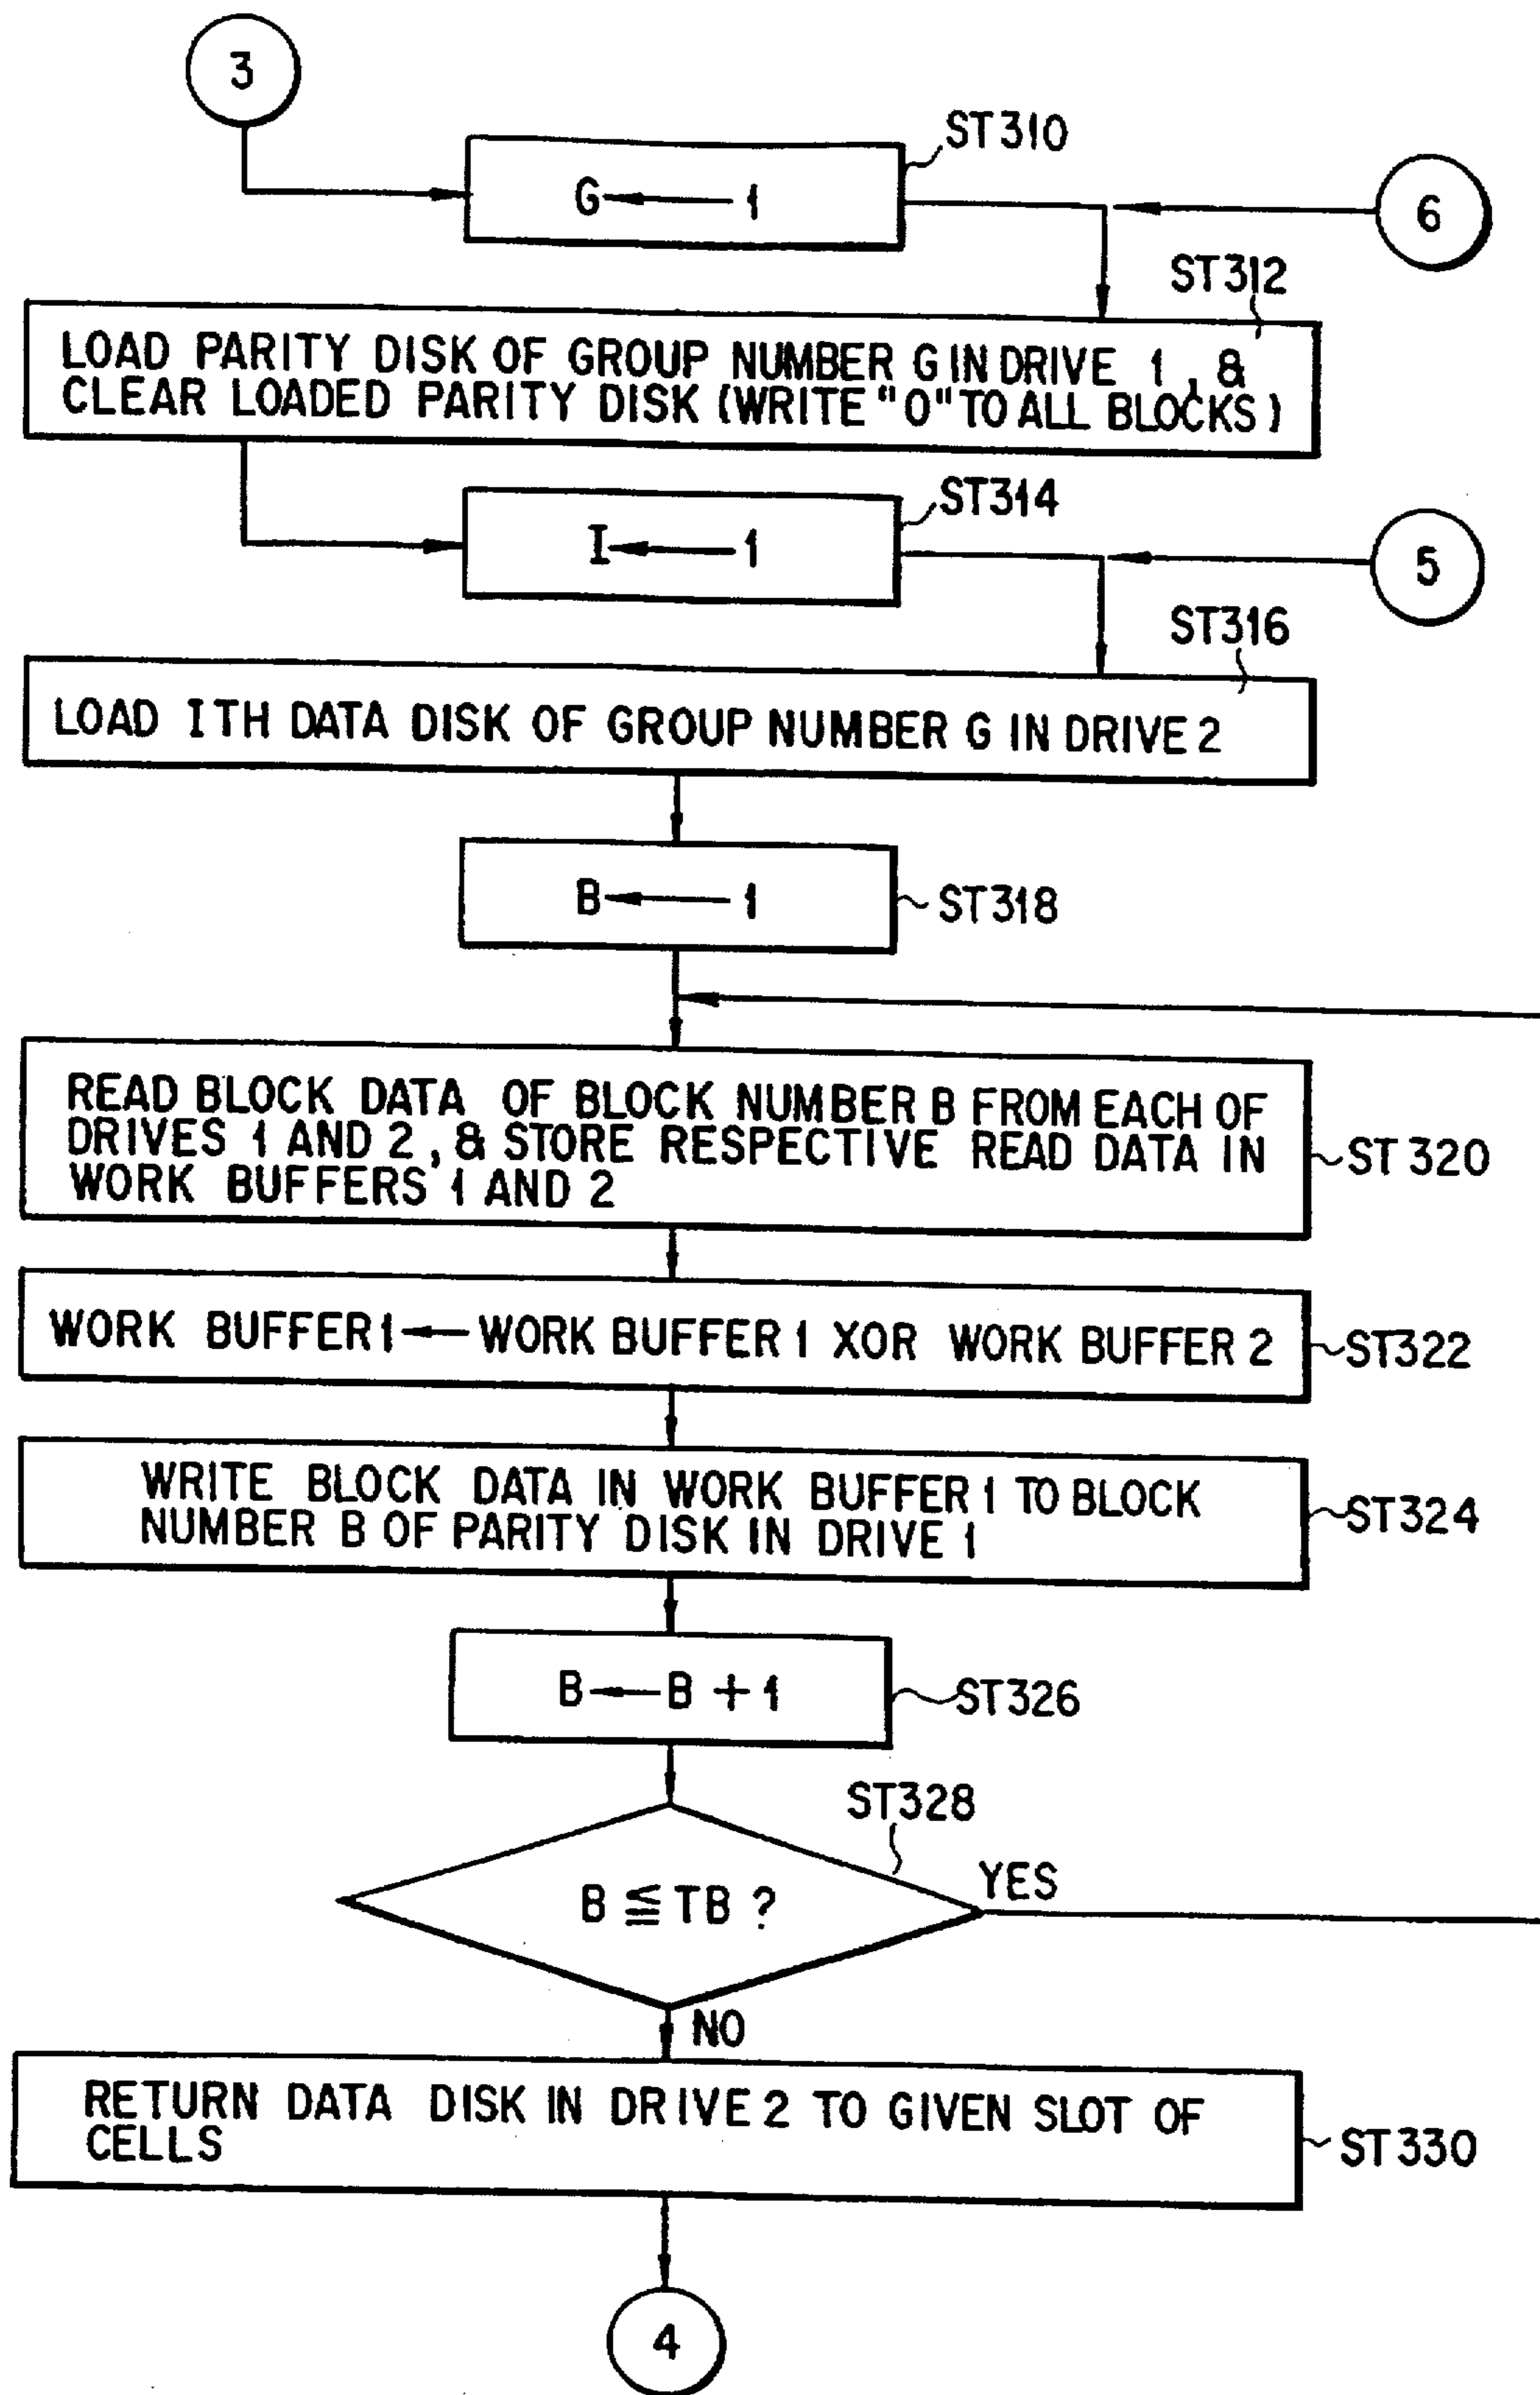 3
ST310
G ← 1
6
ST312
LOAD PARITY DISK OF GROUP NUMBER G IN DRIVE 1, &
CLEAR LOADED PARITY DISK (WRITE "0" TO ALL BLOCKS)
ST314
I ← 1
5
ST316
LOAD ITH DATA DISK OF GROUP NUMBER G IN DRIVE 2
B ← 1
ST318
READ BLOCK DATA OF BLOCK NUMBER B FROM EACH OF
DRIVES 1 AND 2, & STORE RESPECTIVE READ DATA IN
WORK BUFFERS 1 AND 2
ST320
WORK BUFFER 1 ← WORK BUFFER 1 XOR WORK BUFFER 2
ST322
WRITE BLOCK DATA IN WORK BUFFER 1 TO BLOCK
NUMBER B OF PARITY DISK IN DRIVE 1
ST324
B ← B + 1
ST326
ST328
B ≦ TB ?
YES
NO
RETURN DATA DISK IN DRIVE 2 TO GIVEN SLOT OF
CELLS
ST330
4